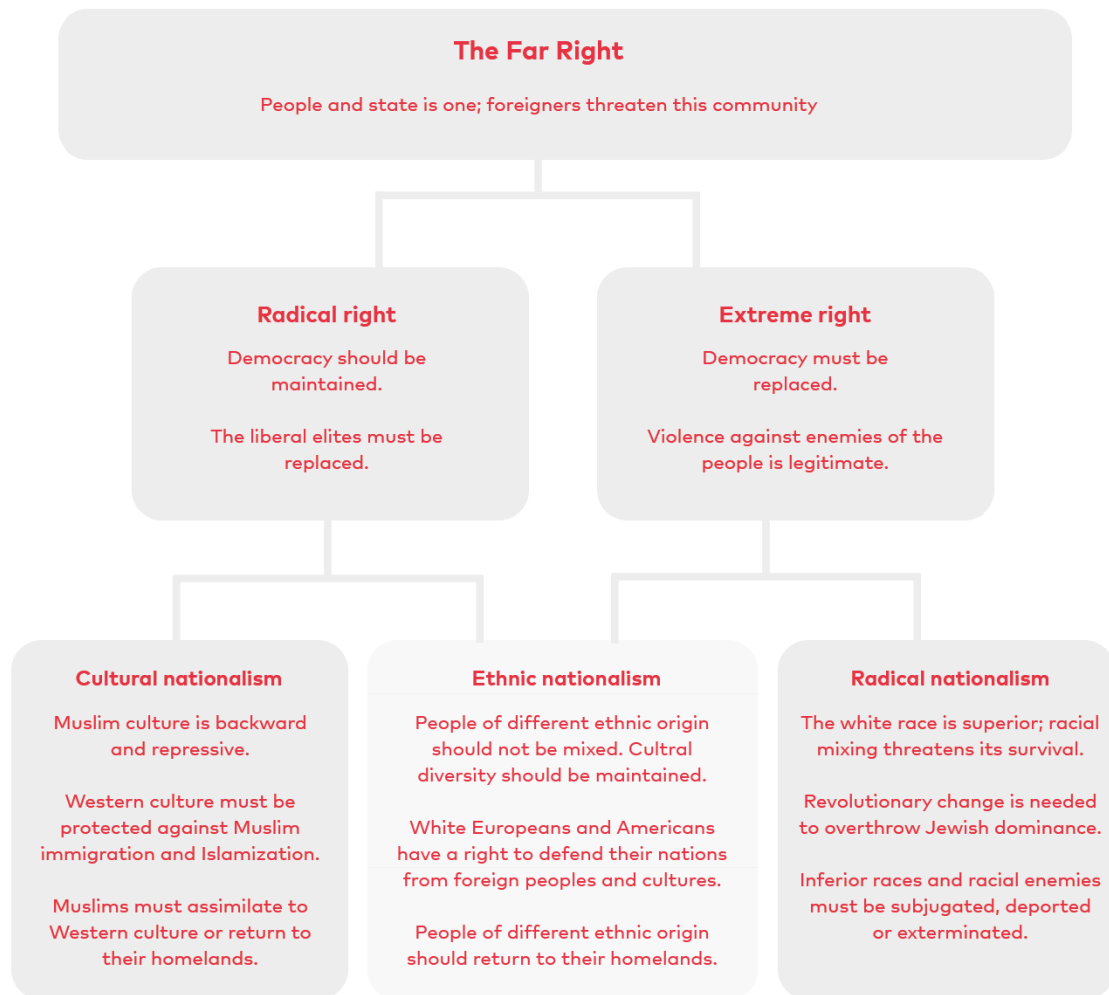 The Far Right
People and state is one; foreigners threaten this community
Radical right
Democracy should be
maintained.
The liberal elites must be
replaced.
Extreme right
Democracy must be
replaced.
Violence against enemies of the
people is legitimate.
Cultural nationalism
Muslim culture is backward
and repressive.
Western culture must be
protected against Muslim
immigration and Islamization.
Muslims must assimilate to
Western culture or return to
their homelands.
Ethnic nationalism
People of different ethnic origin
should not be mixed. Cultral
diversity should be maintained.
White Europeans and Americans
have a right to defend their nations
from foreign peoples and cultures.
People of different ethnic origin
should return to their homelands.
Radical nationalism
The white race is superior; racial
mixing threatens its survival.
Revolutionary change is needed
to overthrow Jewish dominance.
Inferior races and racial enemies
must be subjugated, deported
or exterminated.